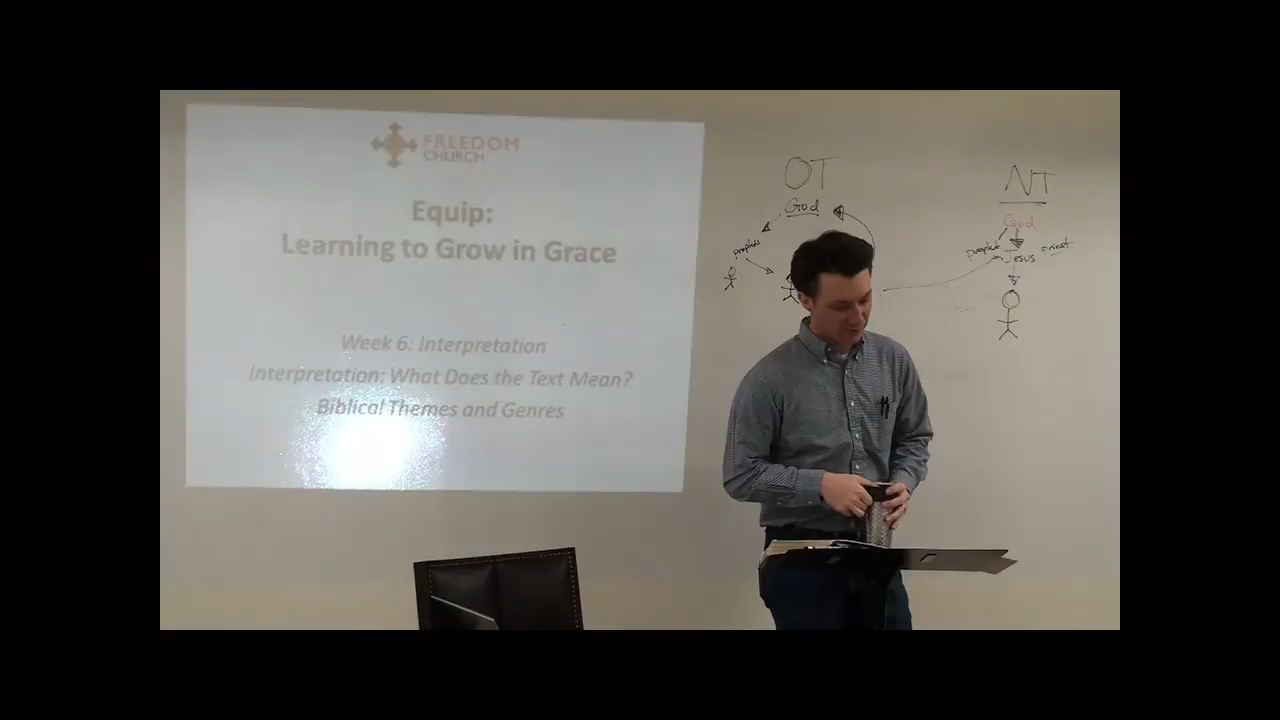 FREEDOM
CHURCH
Equip:
Learning to Grow in Grace
Week 6: Interpretation
Interpretation: What Does the Text Mean?
Biblical Themes and Genres
OT
God
prophets
NT
God
prophet
Jesus
priest